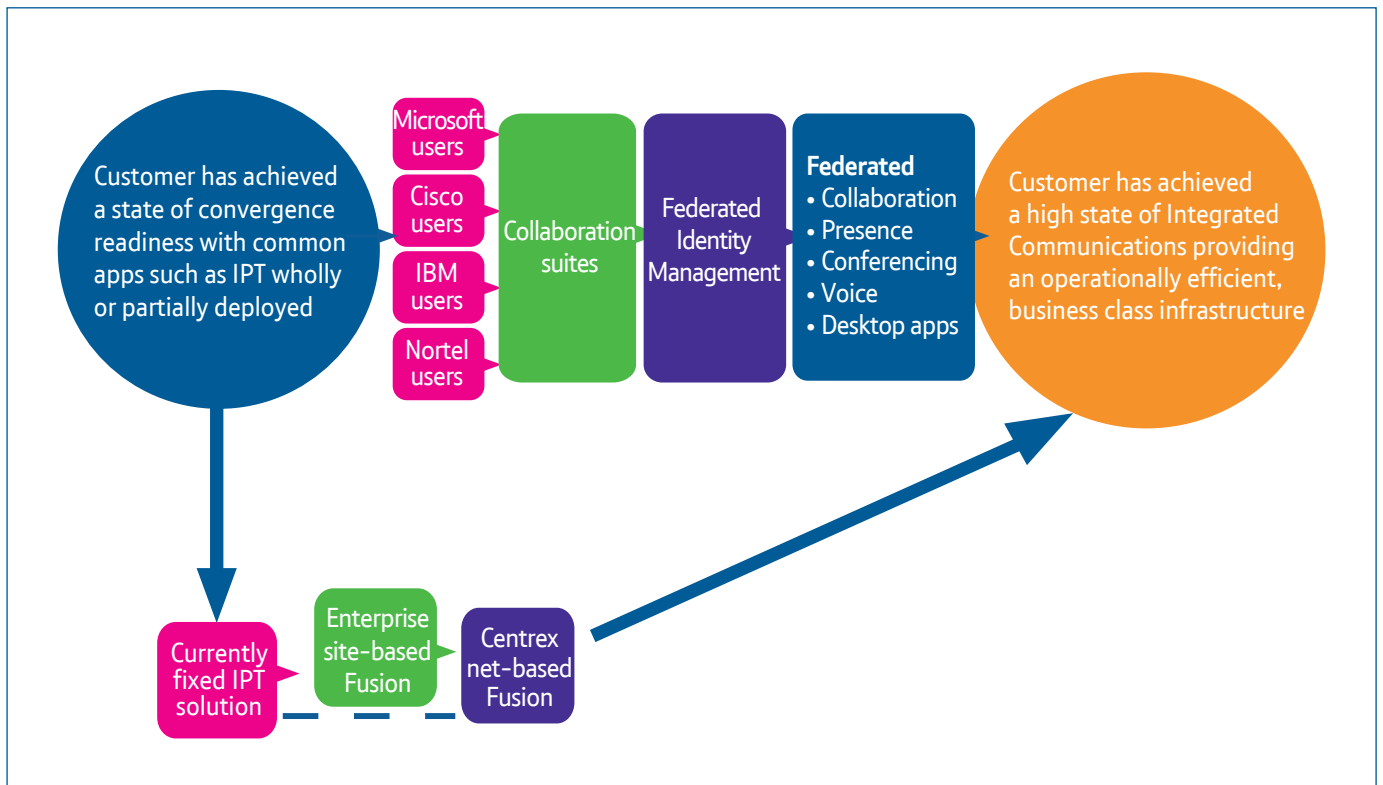 Customer has achieved
a state of convergence
readiness with common
apps such as IPT wholly
or partially deployed
Microsoft
users
Cisco
users
IBM
users
Nortel
users
Collaboration
suites
Federated
Identity
Management
Federated
• Collaboration
• Presence
• Conferencing
• Voice
• Desktop apps
Customer has achieved
a high state of Integrated
Communications providing
an operationally efficient,
business class infrastructure
Currently
fixed IPT
solution
Enterprise
site-based
Fusion
Centrex
net-based
Fusion